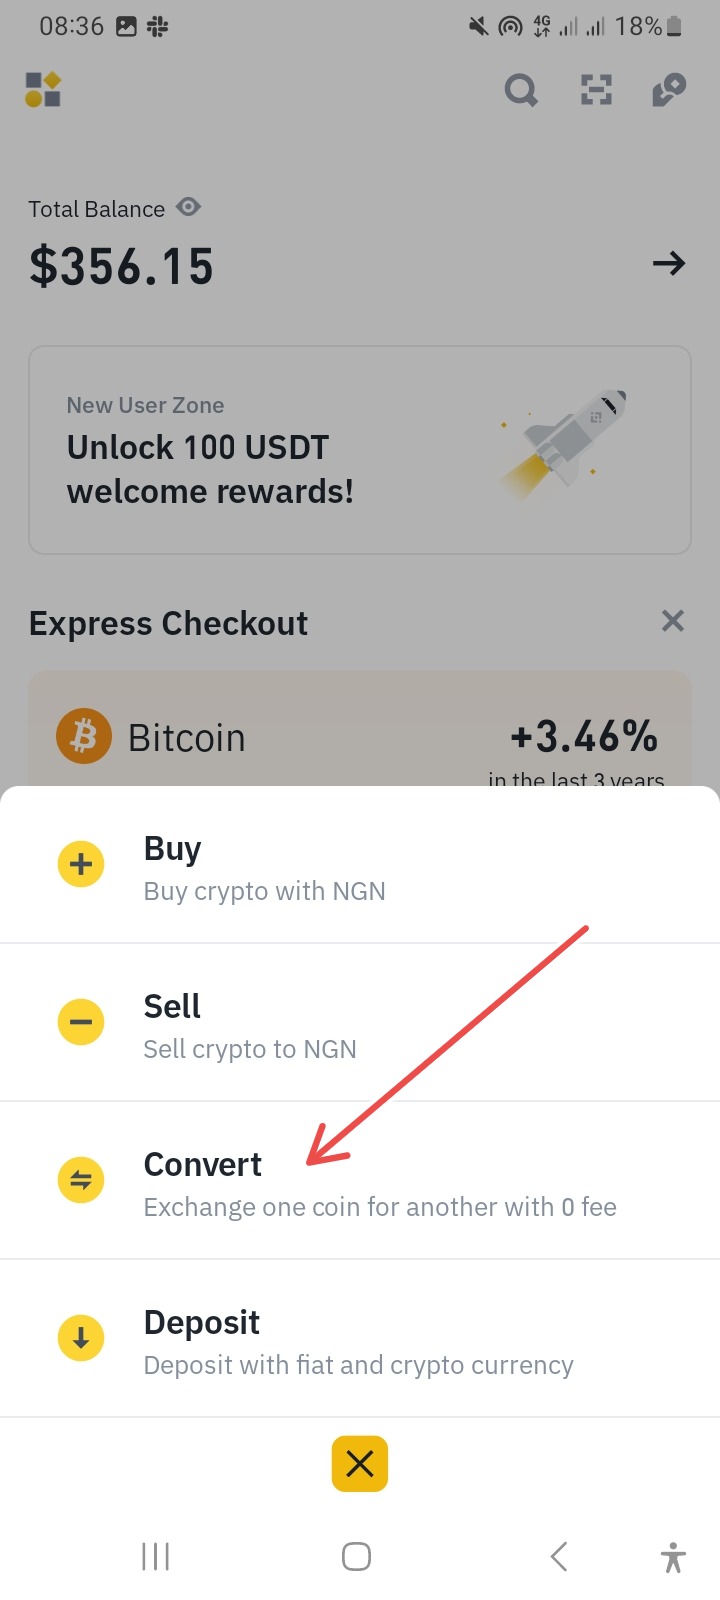 08:36
4G
18%
Total Balance
$356.15
New User Zone
Unlock 100 USDT
welcome rewards!
Express Checkout
Bitcoin
+3.46%
in the last 3 years
Buy
Buy crypto with NGN
Sell
Sell crypto to NGN
Convert
Exchange one coin for another with 0 fee
Deposit
Deposit with fiat and crypto currency